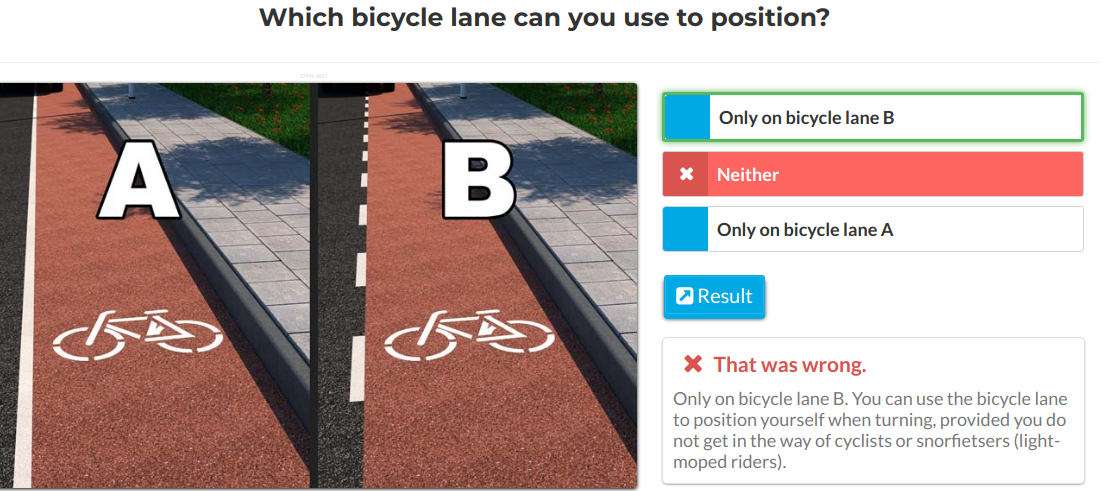 Which bicycle lane can you use to position?
A
B
Only on bicycle lane B
Neither
Only on bicycle lane A
Result
That was wrong.
Only on bicycle lane B. You can use the bicycle lane
to position yourself when turning, provided you do
not get in the way of cyclists or snorfietsers (light-
moped riders).